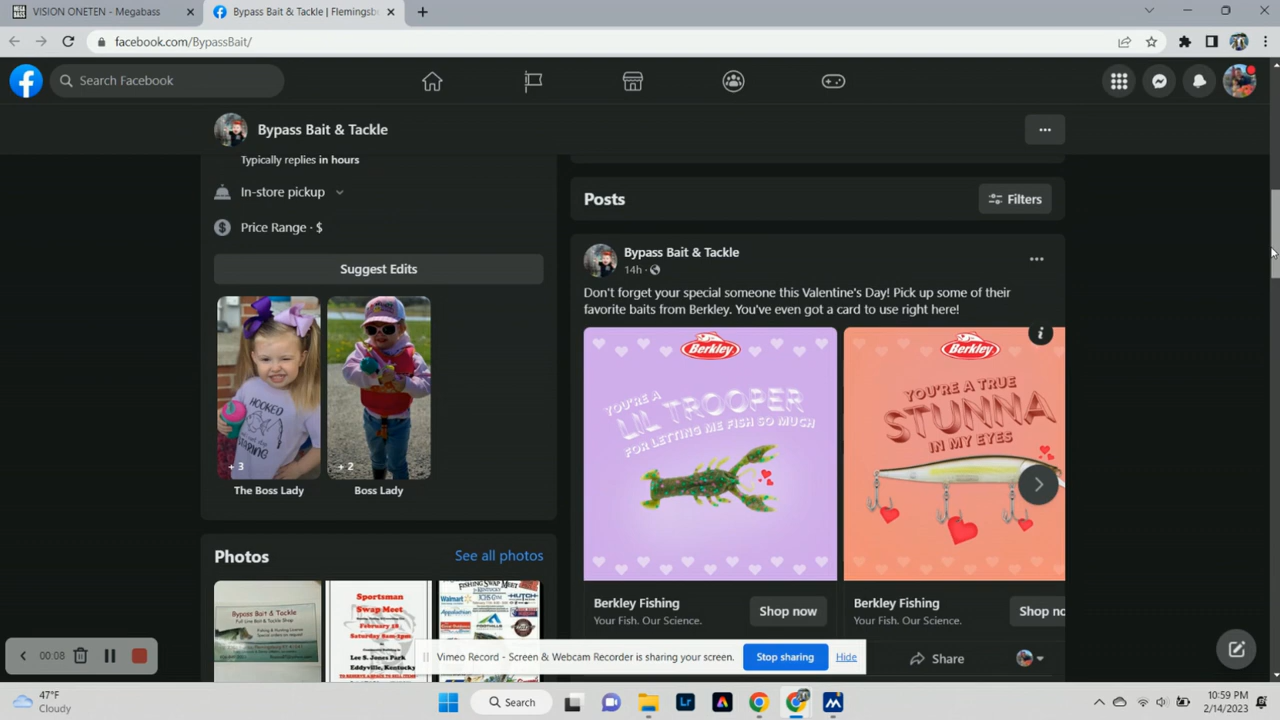 VISION ONETEN - Megabass
Bypass Bait & Tackle | Flemingsb
facebook.com/BypassBait/
Search Facebook
Bypass Bait & Tackle
Typically replies in hours
In-store pickup
Price Range · $
Suggest Edits
+ 3
+ 2
The Boss Lady
Boss Lady
Photos
See all photos
Bypass Bait & Tackle
Full Line Bait & Tackle Shop
Sportsman
Swap Meet
February 18
Saturday 8am-2pm
Lee S. Jones Park
Eddyville, Kentucky
FISHING SWAP MEET
Walmart
HUTCH
Posts
Filters
Bypass Bait & Tackle
14h ·
Don't forget your special someone this Valentine's Day! Pick up some of their
favorite baits from Berkley. You've even got a card to use right here!
Berkley
YOU'RE A
LIL TROOPER
FOR LETTING ME FISH SO MUCH
Berkley
YOU'RE A TRUE
STUNNA
IN MY EYES
Berkley Fishing
Your Fish. Our Science.
Shop now
Berkley Fishing
Your Fish. Our Science.
Shop no
Share
00:08
Vimeo Record - Screen & Webcam Recorder is sharing your screen.
Stop sharing
Hide
47°F
Cloudy
Search
10:59 PM
2/14/2023